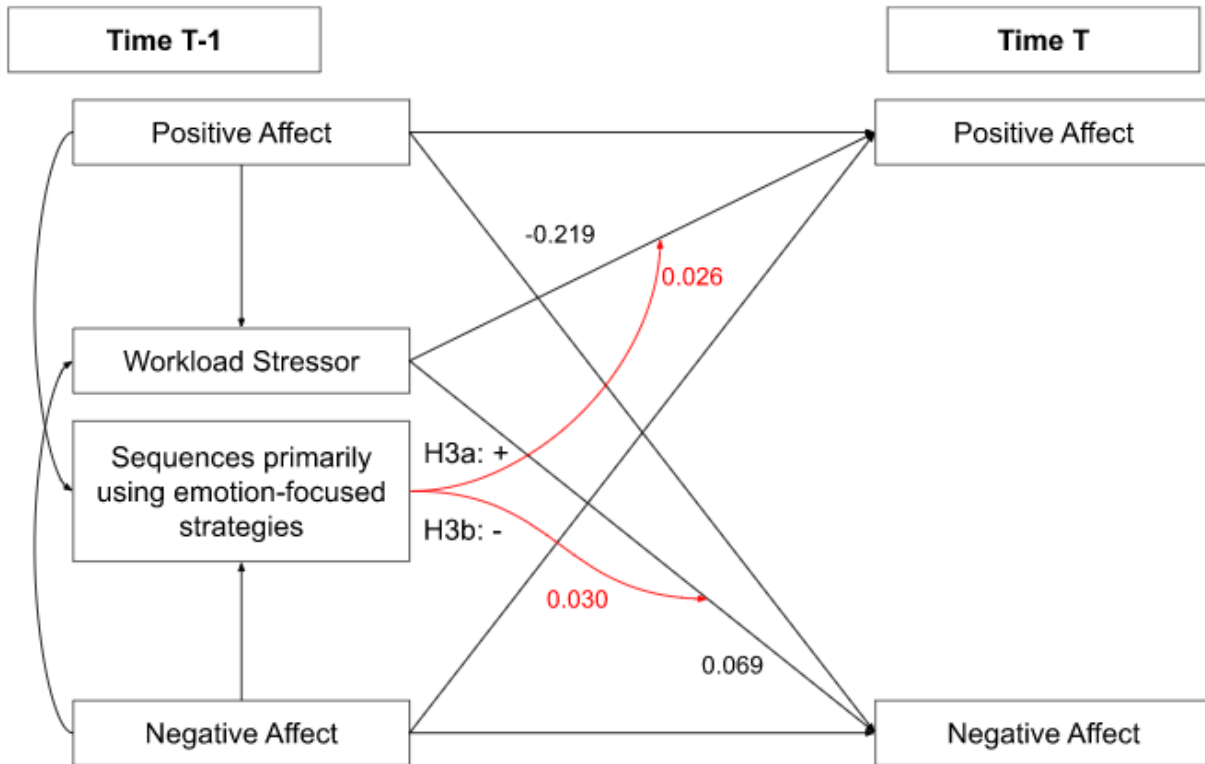 Time T-1
Time T
Positive Affect
Positive Affect
-0.219
0.026
Workload Stressor
Sequences primarily
using emotion-focused
strategies
H3a: +
H3b: -
0.030
0.069
Negative Affect
Negative Affect